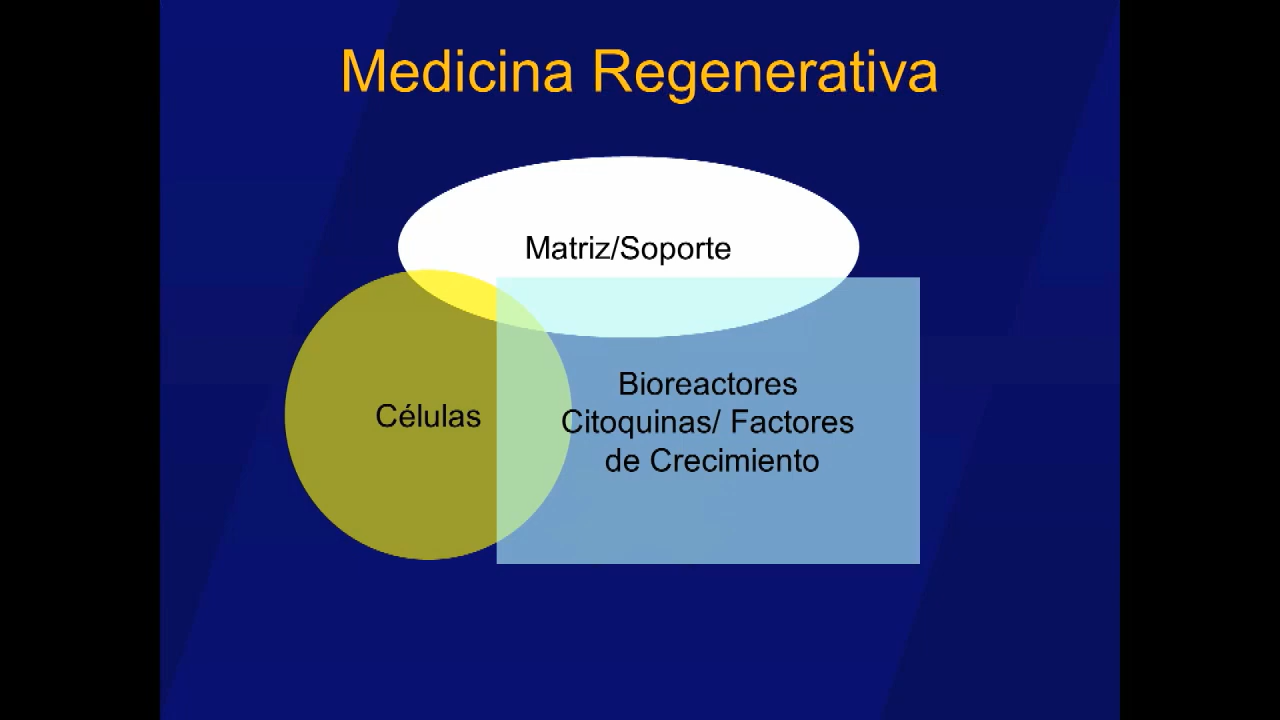 Medicina Regenerativa
Matriz/Soporte
Células
Bioreactores
Citoquinas/ Factores
de Crecimiento